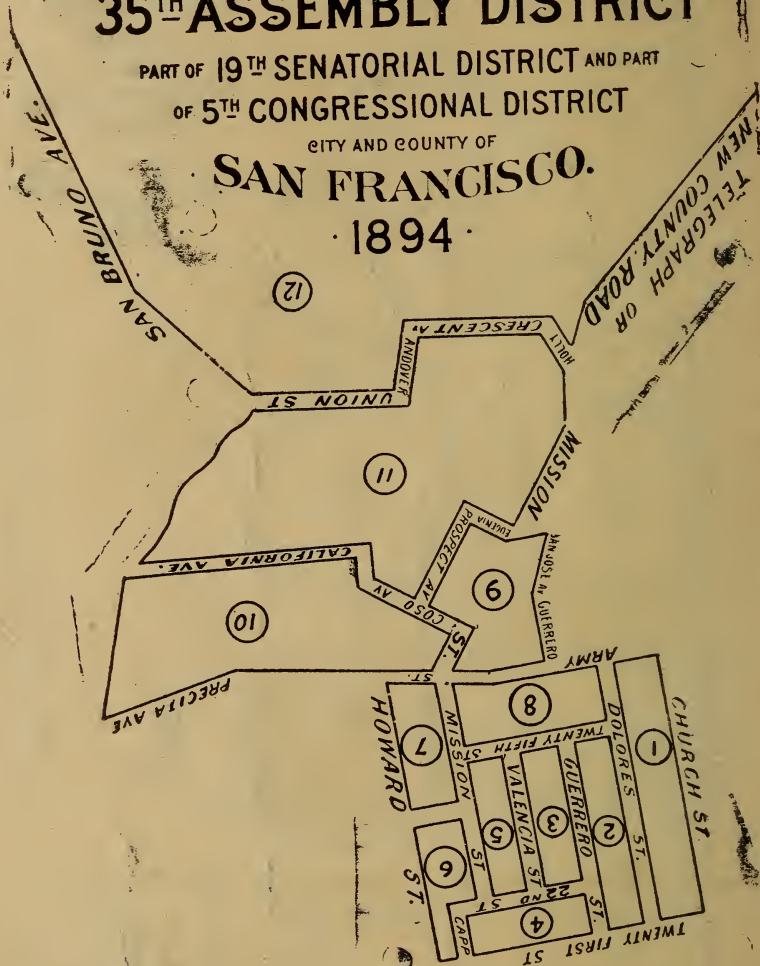 35TH ASSEMBLY DISTRICT
PART OF 19TH SENATORIAL DISTRICT AND PART
OF 5TH CONGRESSIONAL DISTRICT
CITY AND COUNTY OF
SAN FRANCISCO.
· 1894 ·
SAN BRUNO AVE.
TELEGRAPH OR
NEW COUNTY ROAD
12
CRESCENT AV
HOLLY
ANDOVER
UNION ST
11
MISSION
EUGENIA
PROSPECT AV
CALIFORNIA AVE.
COSO AV
9
SAN JOSE AV GUERRERO
10
ST.
PRECITA AVE
ST.
ARMY
8
TWENTY FIFTH ST
HOWARD
7
MISSION
VALENCIA ST
GUERRERO
DOLORES ST.
CHURCH ST.
1
2
3
5
6
ST.
ST
22ND ST
ST.
4
CAPP
TWENTY FIRST ST